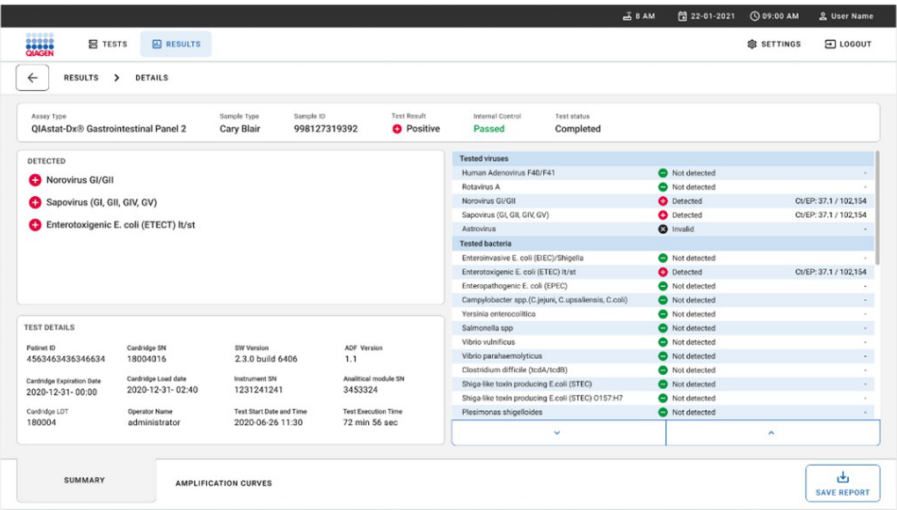 8 AM 22-01-2021 09:00 AM User Name
QIAGEN TESTS RESULTS SETTINGS LOGOUT
RESULTS > DETAILS
Assay Type Sample Type Sample ID Test Result Internal Control Test status
QIAstat-Dx® Gastrointestinal Panel 2 Cary Blair 998127319392 Positive Passed Completed
DETECTED
Norovirus GI/GII
Sapovirus (GI, GII, GIV, GV)
Enterotoxigenic E. coli (ETECT) lt/st
TEST DETAILS
Patinet ID Cardridge SN SW Version ADF Version
4563463436346634 18004016 2.3.0 build 6406 1.1
Cardridge Expiration Date Cardridge Load date Instrument SN Analitical module SN
2020-12-31- 00:00 2020-12-31- 02:40 1231241241 3453324
Cardridge LOT Operator Name Test Start Date and Time Test Execution Time
180004 administrator 2020-06-26 11:30 72 min 56 sec
Tested viruses
Human Adenovirus F40/F41 Not detected -
Rotavirus A Not detected -
Norovirus GI/GII Detected Ct/EP: 37.1 / 102,154
Sapovirus (GI, GII, GIV, GV) Detected Ct/EP: 37.1 / 102,154
Astrovirus Invalid -
Tested bacteria
Enteroinvasive E. coli (EIEC)/Shigella Not detected -
Enterotoxigenic E. coli (ETEC) lt/st Detected Ct/EP: 37.1 / 102,154
Enteropathogenic E. coli (EPEC) Not detected -
Campylobacter spp.(C.jejuni, C.upsaliensis, C.coli) Not detected -
Yersinia enterocolitica Not detected -
Salmonella spp Not detected -
Vibrio vulnificus Not detected -
Vibrio parahaemolyticus Not detected -
Clostridium difficile (tcdA/tcdB) Not detected -
Shiga-like toxin producing E.coli (STEC) Not detected -
Shiga-like toxin producing E.coli (STEC) O157:H7 Not detected -
Plesimonas shigelloides Not detected -
SUMMARY AMPLIFICATION CURVES SAVE REPORT